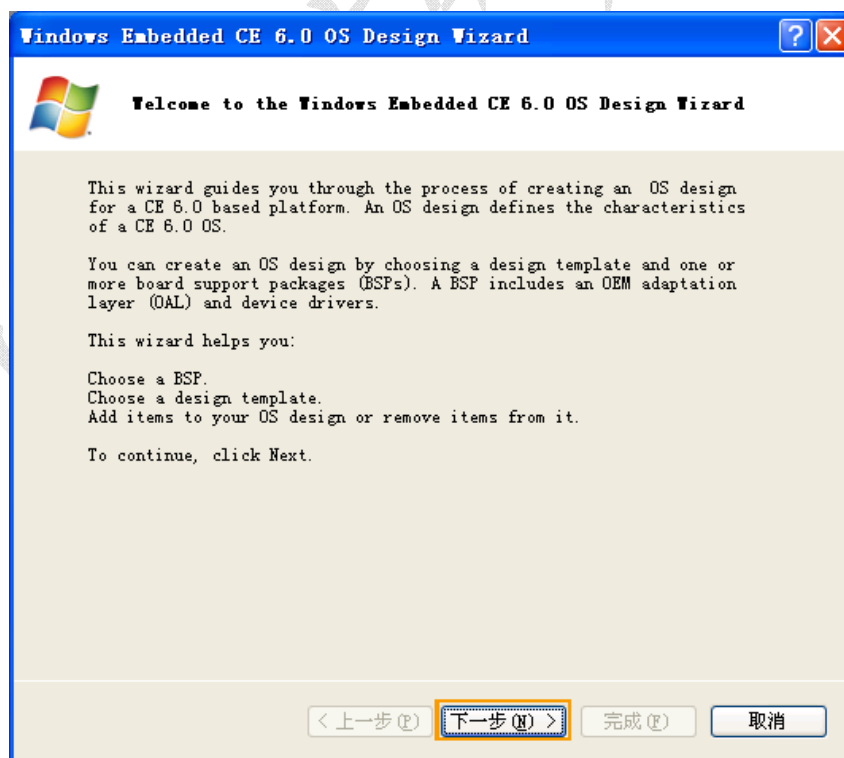 Windows Embedded CE 6.0 OS Design Wizard
Welcome to the Windows Embedded CE 6.0 OS Design Wizard
This wizard guides you through the process of creating an OS design
for a CE 6.0 based platform. An OS design defines the characteristics
of a CE 6.0 OS.
You can create an OS design by choosing a design template and one or
more board support packages (BSPs). A BSP includes an OEM adaptation
layer (OAL) and device drivers.
This wizard helps you:
Choose a BSP.
Choose a design template.
Add items to your OS design or remove items from it.
To continue, click Next.
< 上一步(P) 下一步(N) > 完成(F) 取消